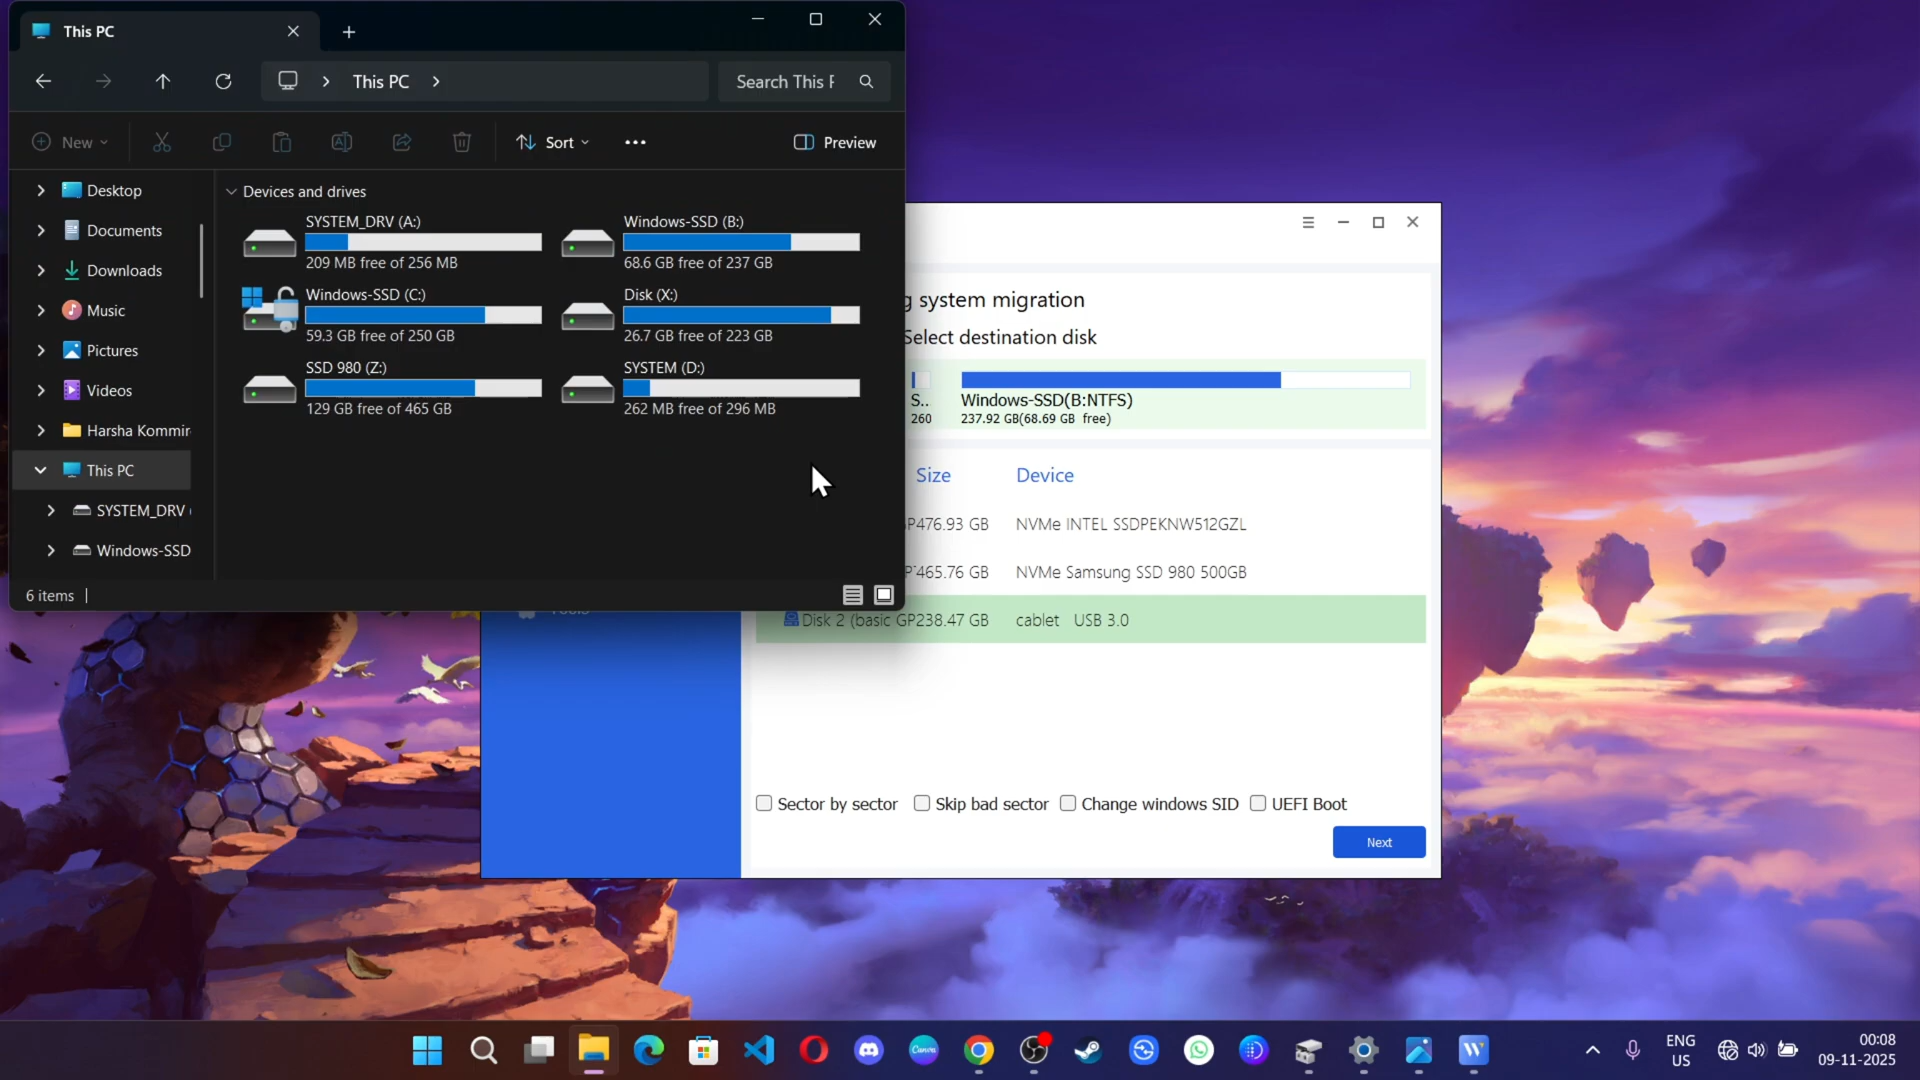 This PC
This PC
Search This
New
Sort
Preview
Desktop
Documents
Downloads
Music
Pictures
Videos
Harsha Kommir
This PC
SYSTEM_DRV
Windows-SSD
Devices and drives
SYSTEM_DRV (A:)
209 MB free of 256 MB
Windows-SSD (B:)
68.6 GB free of 237 GB
Windows-SSD (C:)
59.3 GB free of 250 GB
Disk (X:)
26.7 GB free of 223 GB
SSD 980 (Z:)
129 GB free of 465 GB
SYSTEM (D:)
262 MB free of 296 MB
6 items
system migration
Select destination disk
S..
260
Windows-SSD(B:NTFS)
237.92 GB(68.69 GB free)
Size Device
476.93 GB NVMe INTEL SSDPEKNW512GZL
465.76 GB NVMe Samsung SSD 980 500GB
Disk 2 (basic GP238.47 GB cablet USB 3.0
Sector by sector Skip bad sector Change windows SID UEFI Boot
Next
Canva
ENG
US
00:08
09-11-2025